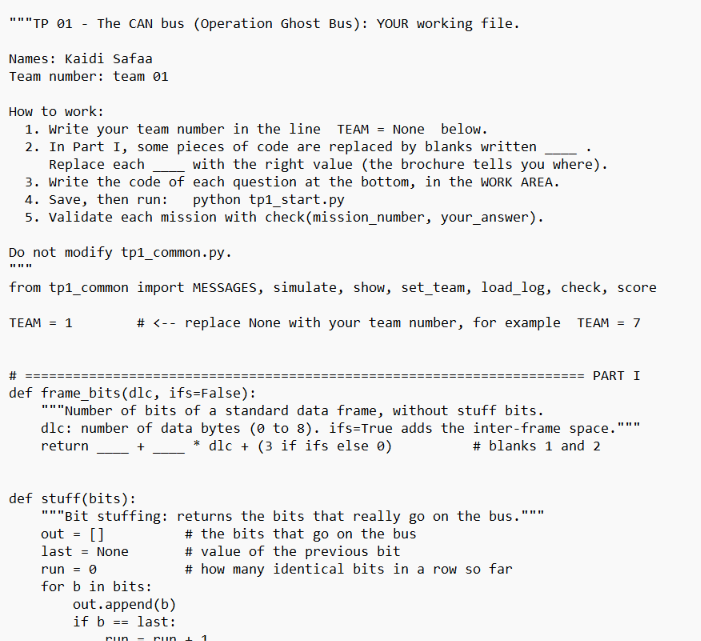 """TP 01 - The CAN bus (Operation Ghost Bus): YOUR working file.

Names: Kaidi Safaa
Team number: team 01

How to work:
  1. Write your team number in the line  TEAM = None  below.
  2. In Part I, some pieces of code are replaced by blanks written ____ .
     Replace each ____ with the right value (the brochure tells you where).
  3. Write the code of each question at the bottom, in the WORK AREA.
  4. Save, then run:   python tp1_start.py
  5. Validate each mission with check(mission_number, your_answer).

Do not modify tp1_common.py.
"""
from tp1_common import MESSAGES, simulate, show, set_team, load_log, check, score

TEAM = 1        # <-- replace None with your team number, for example  TEAM = 7


# ====================================================================== PART I
def frame_bits(dlc, ifs=False):
    """Number of bits of a standard data frame, without stuff bits.
    dlc: number of data bytes (0 to 8). ifs=True adds the inter-frame space."""
    return ____ + ____ * dlc + (3 if ifs else 0)          # blanks 1 and 2


def stuff(bits):
    """Bit stuffing: returns the bits that really go on the bus."""
    out = []          # the bits that go on the bus
    last = None       # value of the previous bit
    run = 0           # how many identical bits in a row so far
    for b in bits:
        out.append(b)
        if b == last:
            run = run + 1